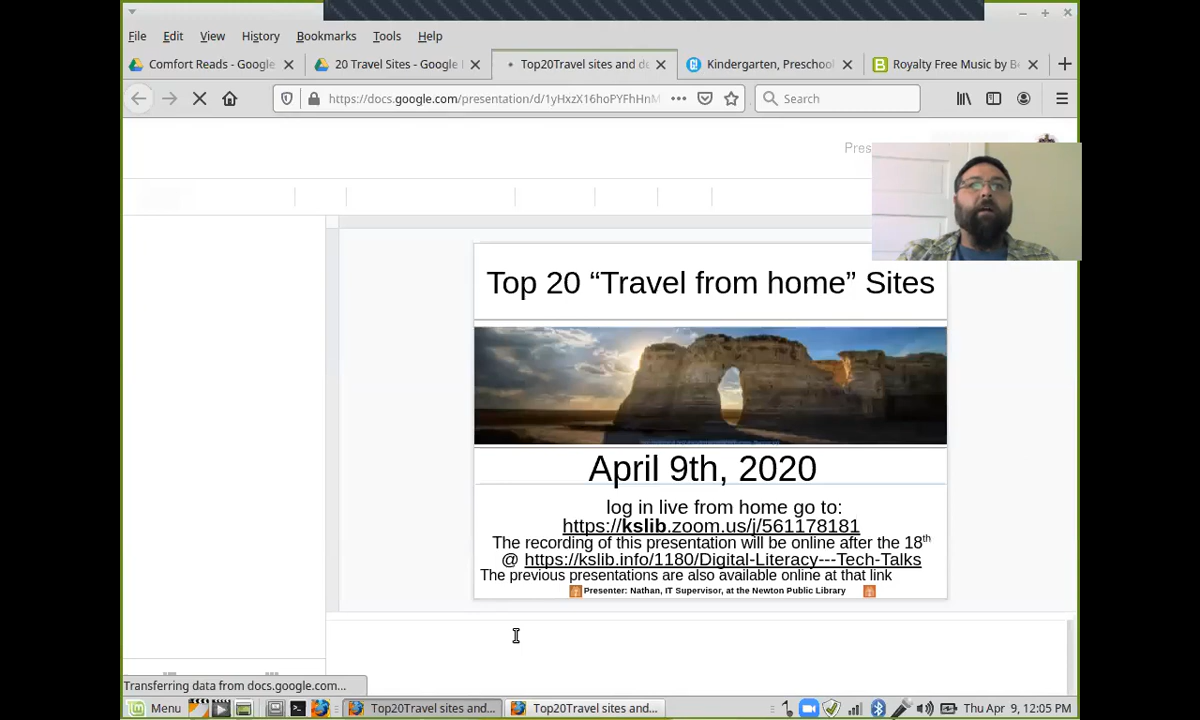 File Edit View History Bookmarks Tools Help
Comfort Reads - Google
20 Travel Sites - Google
Top20Travel sites and d
Kindergarten, Preschool
Royalty Free Music by B
https://docs.google.com/presentation/d/1yHxzX16hoPYFhHnM
Search
Pres
Top 20 “Travel from home” Sites
April 9th, 2020
log in live from home go to:
https://kslib.zoom.us/j/561178181
The recording of this presentation will be online after the 18th
@ https://kslib.info/1180/Digital-Literacy---Tech-Talks
The previous presentations are also available online at that link
Presenter: Nathan, IT Supervisor, at the Newton Public Library
Transferring data from docs.google.com...
Menu
Top20Travel sites and...
Top20Travel sites and...
Thu Apr 9, 12:05 PM